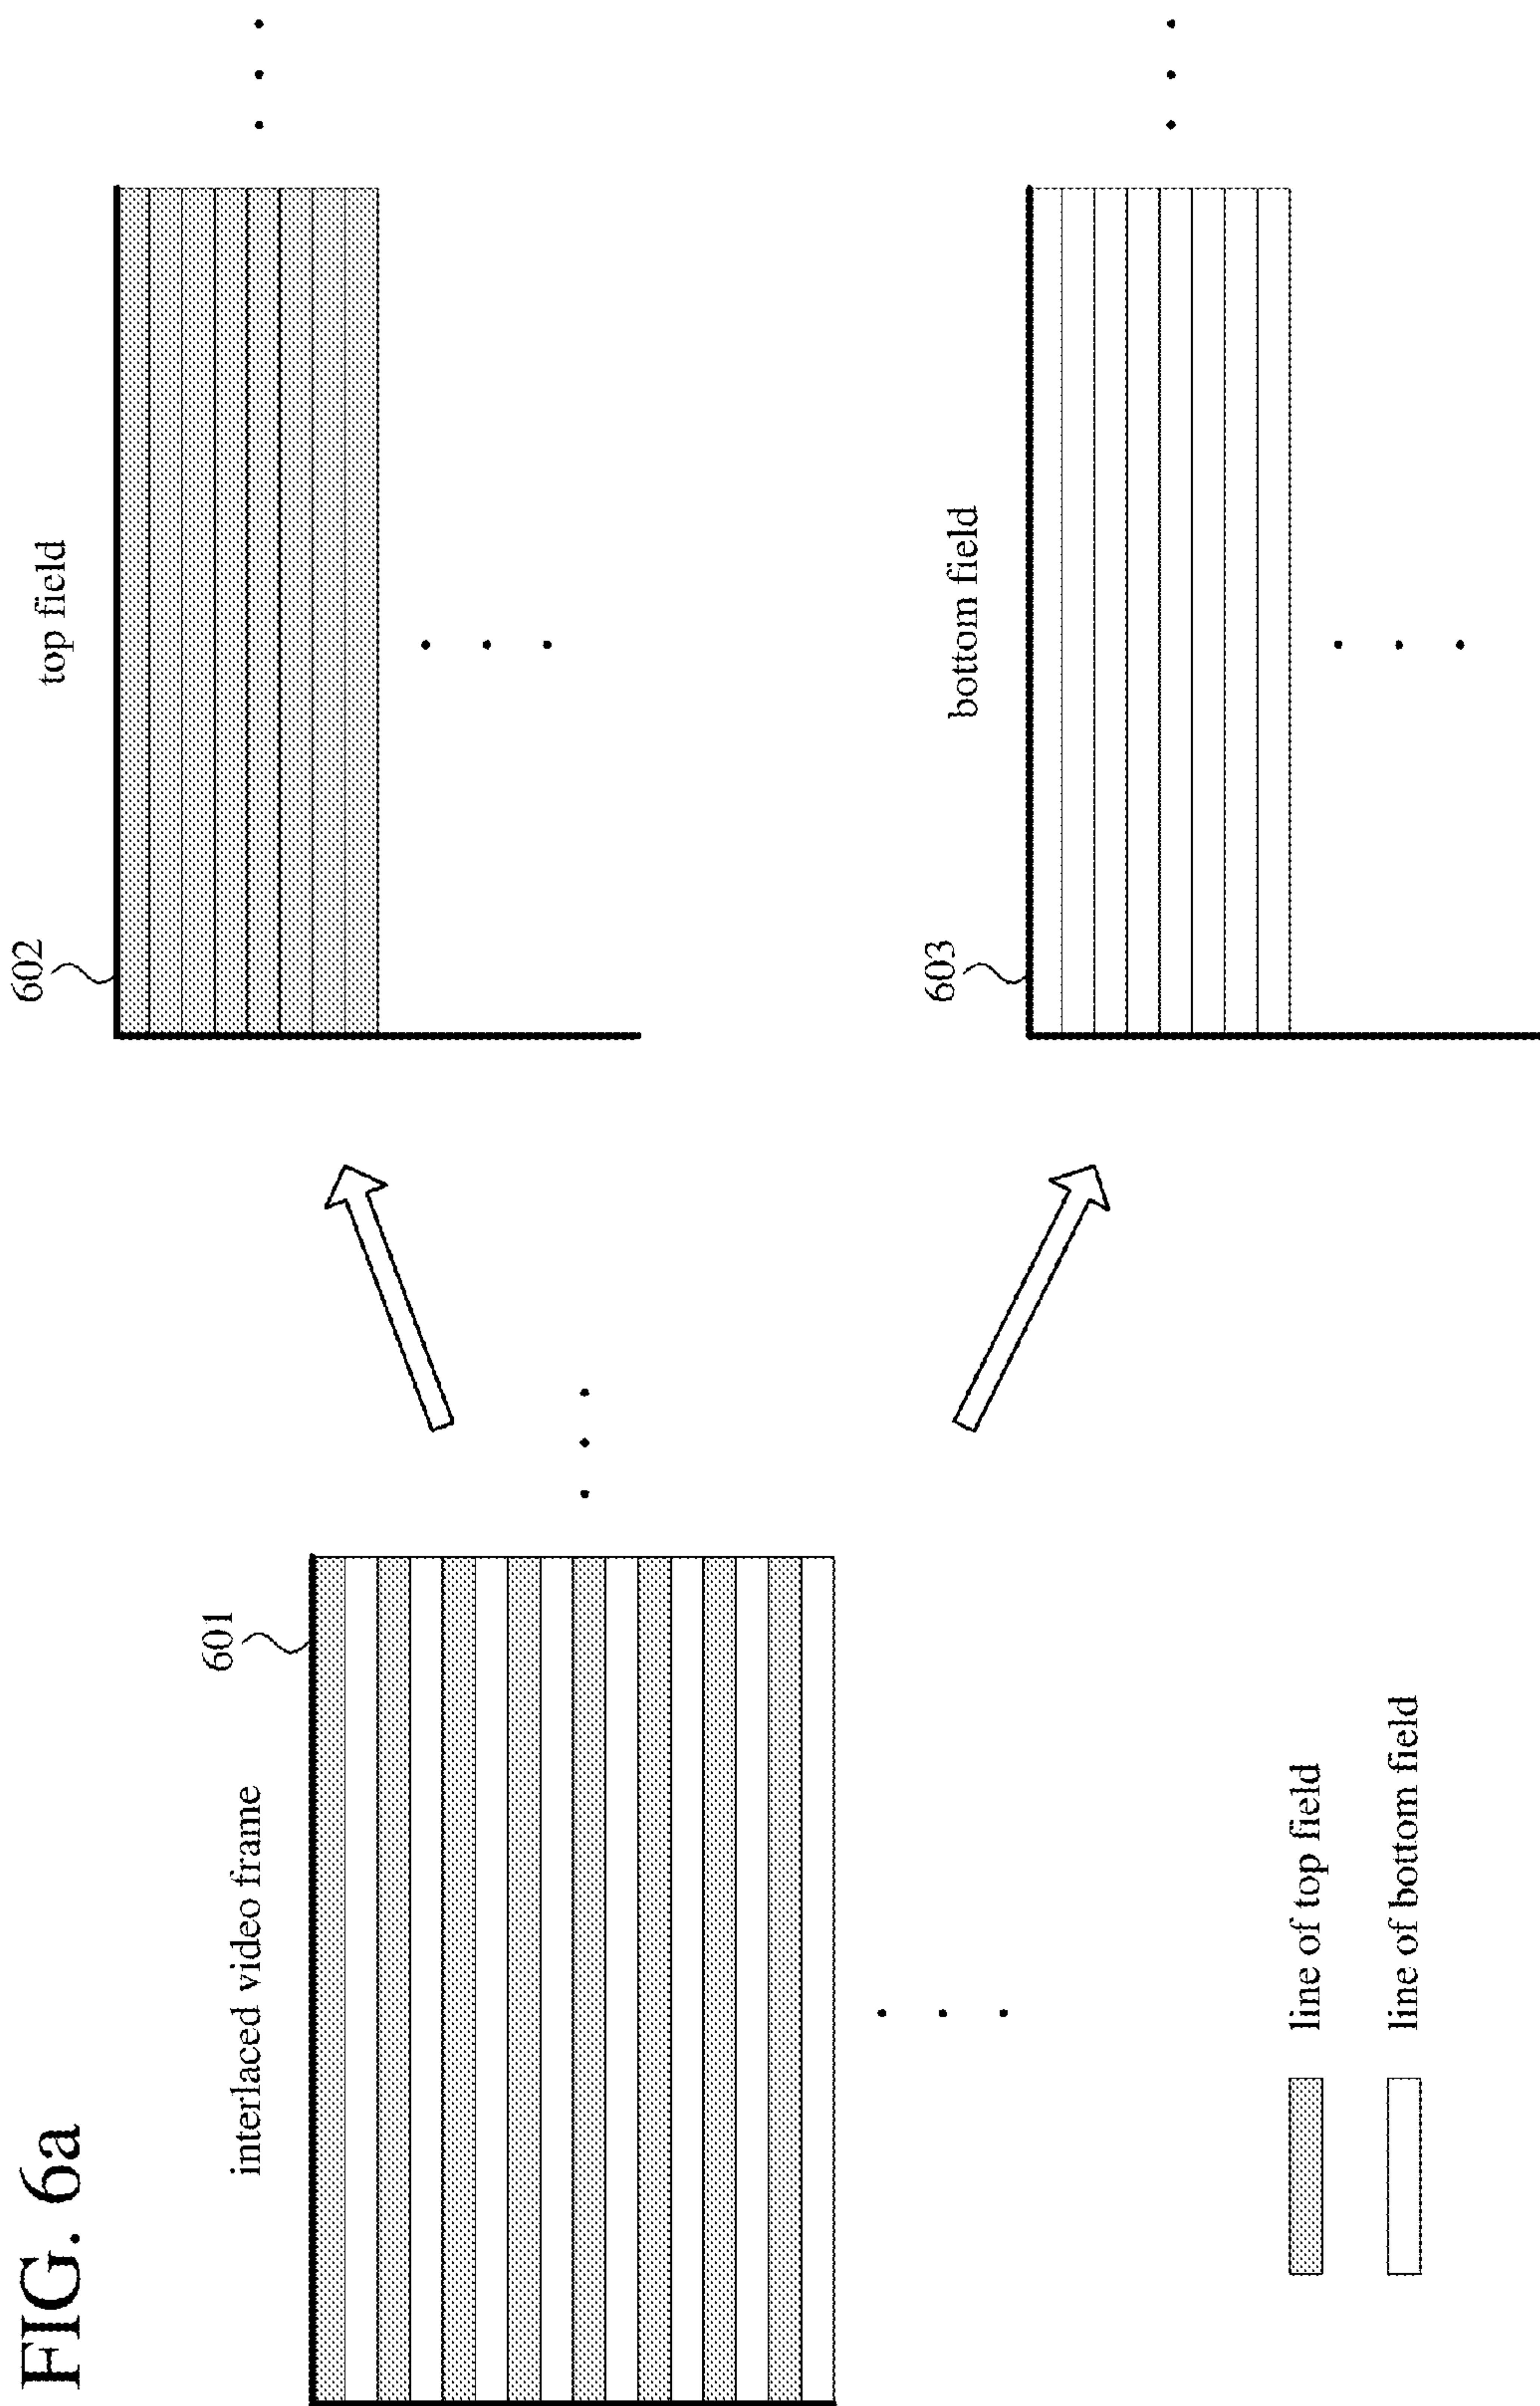 FIG. 6a
interlaced video frame
601
top field
602
bottom field
603
line of top field
line of bottom field